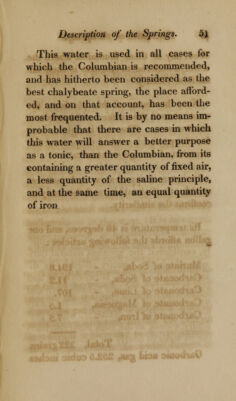 Description of the Springs. 51
This water is used in all cases for
which the Columbian is recommended,
and has hitherto been considered as the
best chalybeate spring, the place afford-
ed, and on that account, has been the
most frequented. It is by no means im-
probable that there are cases in which
this water will answer a better purpose
as a tonic, than the Columbian, from its
containing a greater quantity of fixed air,
a less quantity of the saline principle,
and at the same time, an equal quantity
of iron